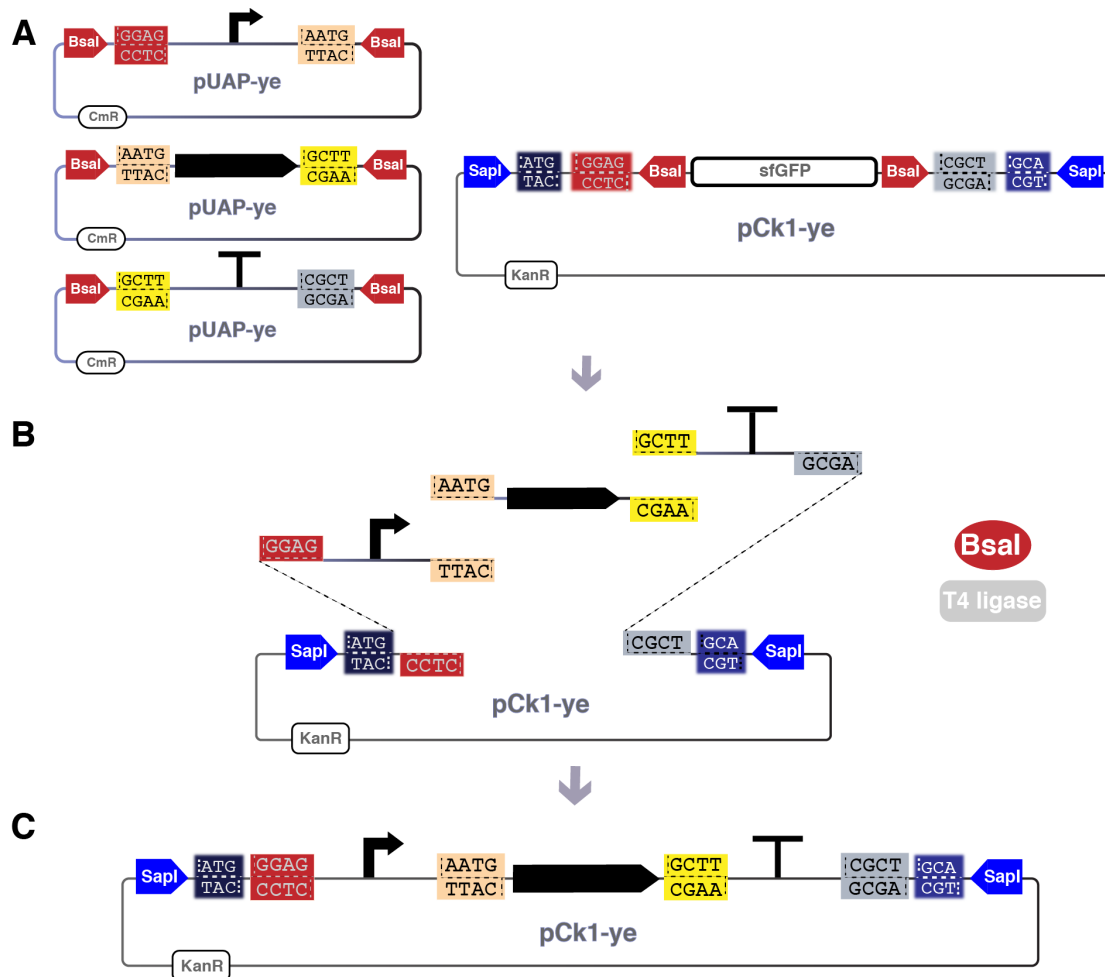 A
BsaI GGAG AATG BsaI
CCTC TTAC
pUAP-ye
CmR
BsaI AATG GCTT BsaI
TTAC CGAA
pUAP-ye
CmR
BsaI GCTT CGCT BsaI
CGAA GCGA
pUAP-ye
CmR
SapI ATG GGAG BsaI sfGFP BsaI CGCT GCA SapI
TAC CCTC GCGA CGT
pCk1-ye
KanR
B
GCTT
GCGA
AATG
CGAA
GGAG
TTAC
BsaI
T4 ligase
SapI ATG CGCT GCA SapI
TAC CCTC CGT
pCk1-ye
KanR
C
SapI ATG GGAG AATG GCTT CGCT GCA SapI
TAC CCTC TTAC CGAA GCGA CGT
pCk1-ye
KanR